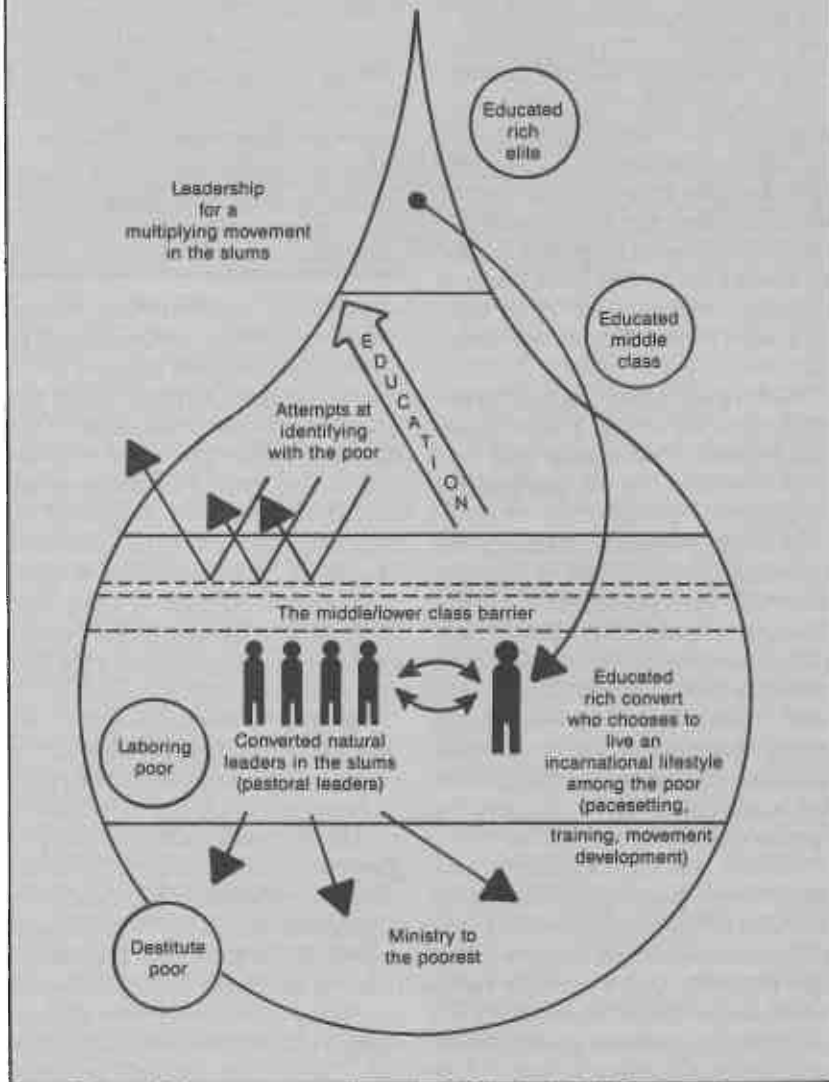 Educated
rich
elite
Leadership
for a
multiplying movement
in the slums
Educated
middle
class
EDUCATION
Attempts at
identifying
with the poor
The middle/lower class barrier
Laboring
poor
Converted natural
leaders in the slums
(pastoral leaders)
Educated
rich convert
who chooses to
live an
incarnational lifestyle
among the poor
(pacesetting,
training, movement
development)
Destitute
poor
Ministry to
the poorest